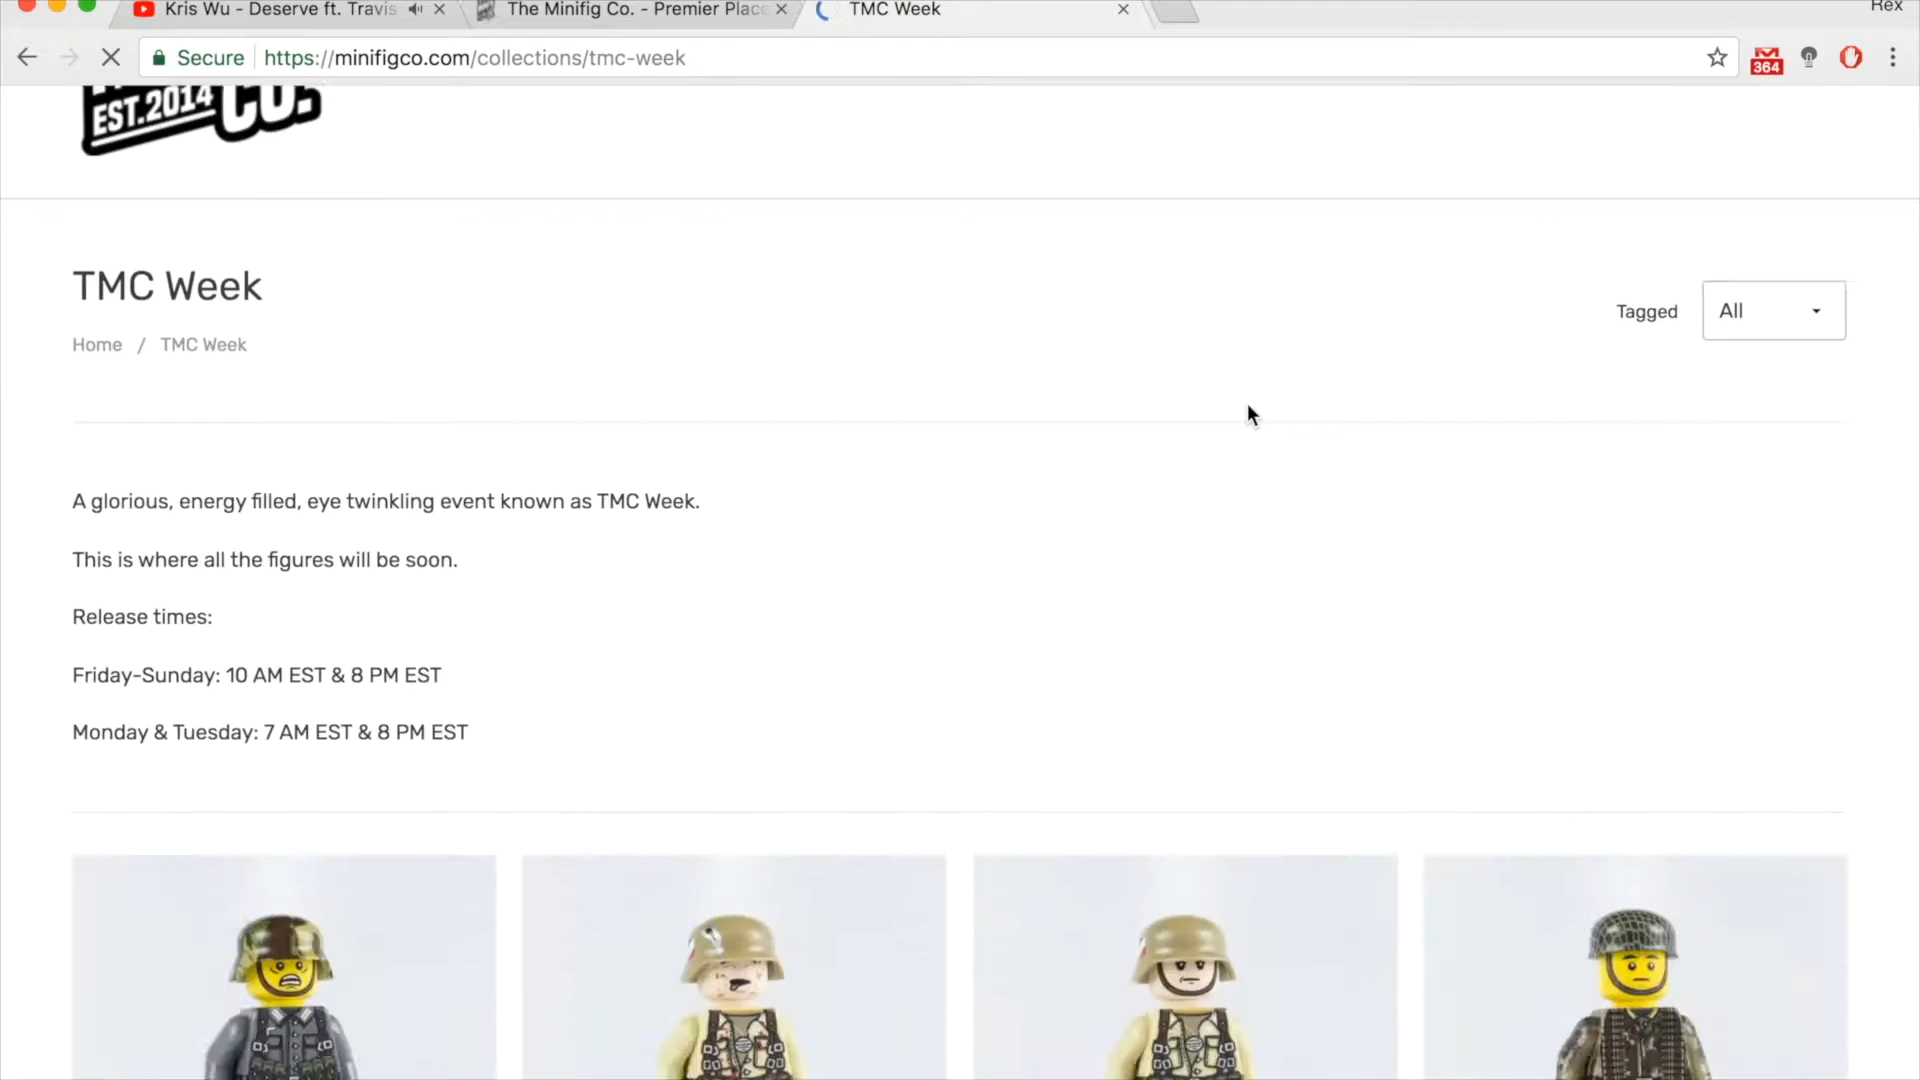 Kris Wu - Deserve ft. Travis
The Minifig Co. - Premier Place
TMC Week
Rex
Secure
https://minifigco.com/collections/tmc-week
364
EST.2014
CO.
TMC Week
Home / TMC Week
Tagged
All
A glorious, energy filled, eye twinkling event known as TMC Week.
This is where all the figures will be soon.
Release times:
Friday-Sunday: 10 AM EST & 8 PM EST
Monday & Tuesday: 7 AM EST & 8 PM EST